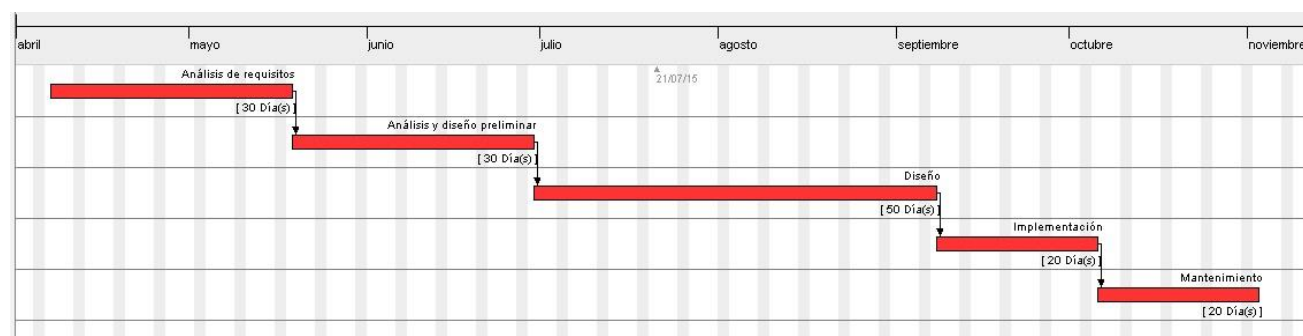 abril mayo junio julio agosto septiembre octubre noviembre
21/07/15
Análisis de requisitos
[ 30 Día(s) ]
Análisis y diseño preliminar
[ 30 Día(s) ]
Diseño
[ 50 Día(s) ]
Implementación
[ 20 Día(s) ]
Mantenimiento
[ 20 Día(s) ]